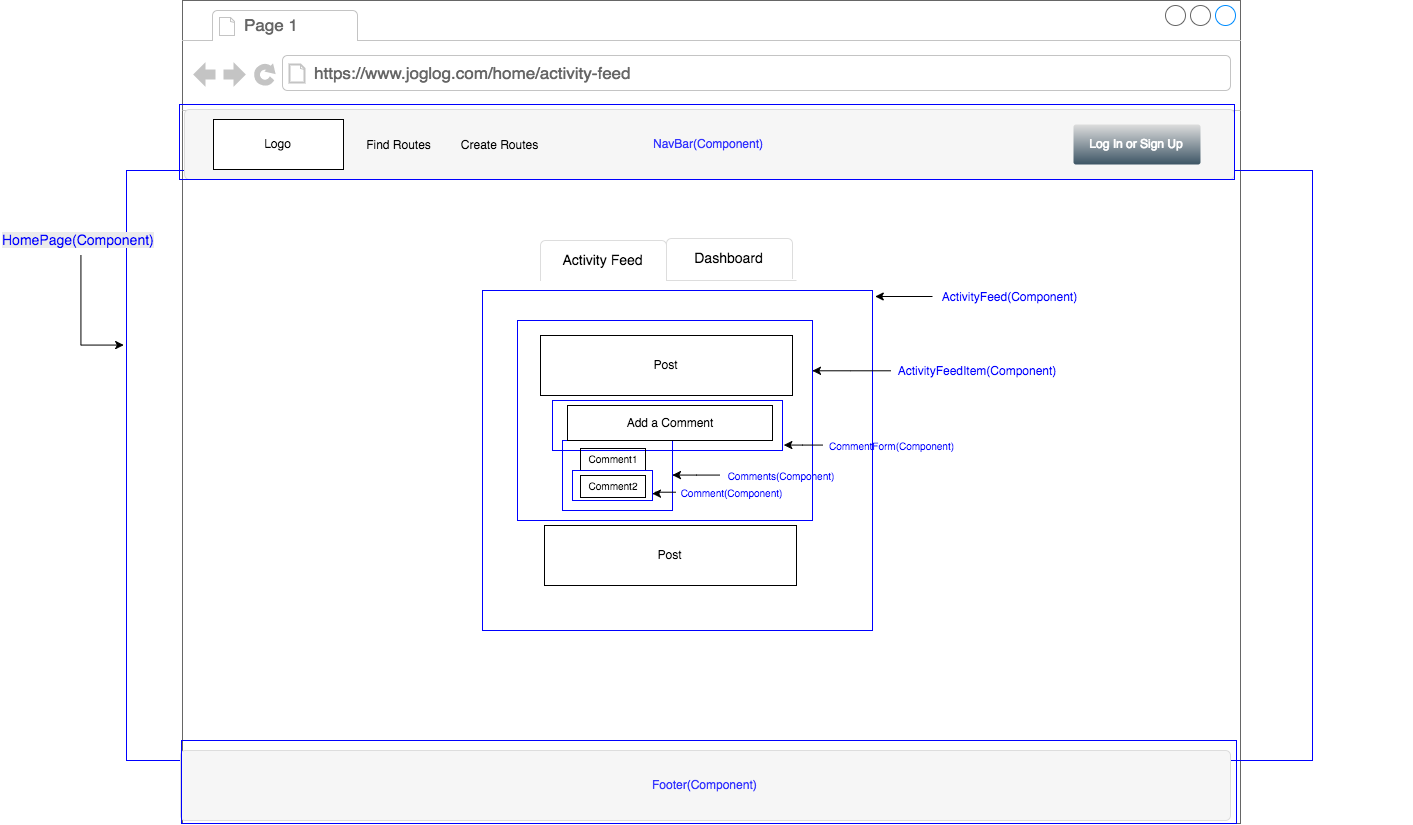 Page 1
https://www.joglog.com/home/activity-feed
Logo
Find Routes
Create Routes
NavBar(Component)
Log In or Sign Up
HomePage(Component)
Activity Feed
Dashboard
ActivityFeed(Component)
Post
ActivityFeedItem(Component)
Add a Comment
CommentForm(Component)
Comment1
Comments(Component)
Comment2
Comment(Component)
Post
Footer(Component)